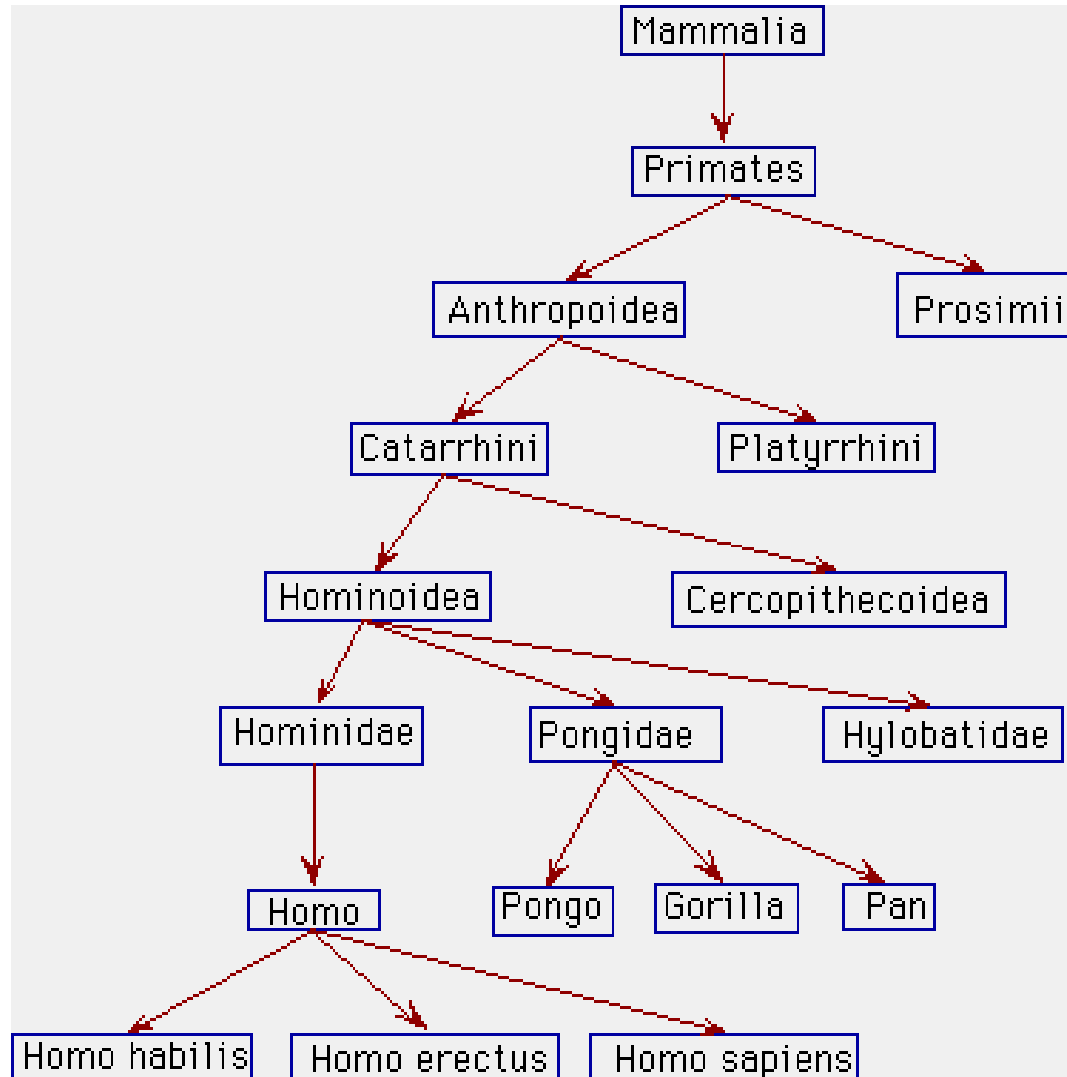 Mammalia
Primates
Anthropoidea
Prosimii
Catarrhini
Platyrrhini
Hominoidea
Cercopithecoidea
Hominidae
Pongidae
Hylobatidae
Homo
Pongo
Gorilla
Pan
Homo habilis
Homo erectus
Homo sapiens